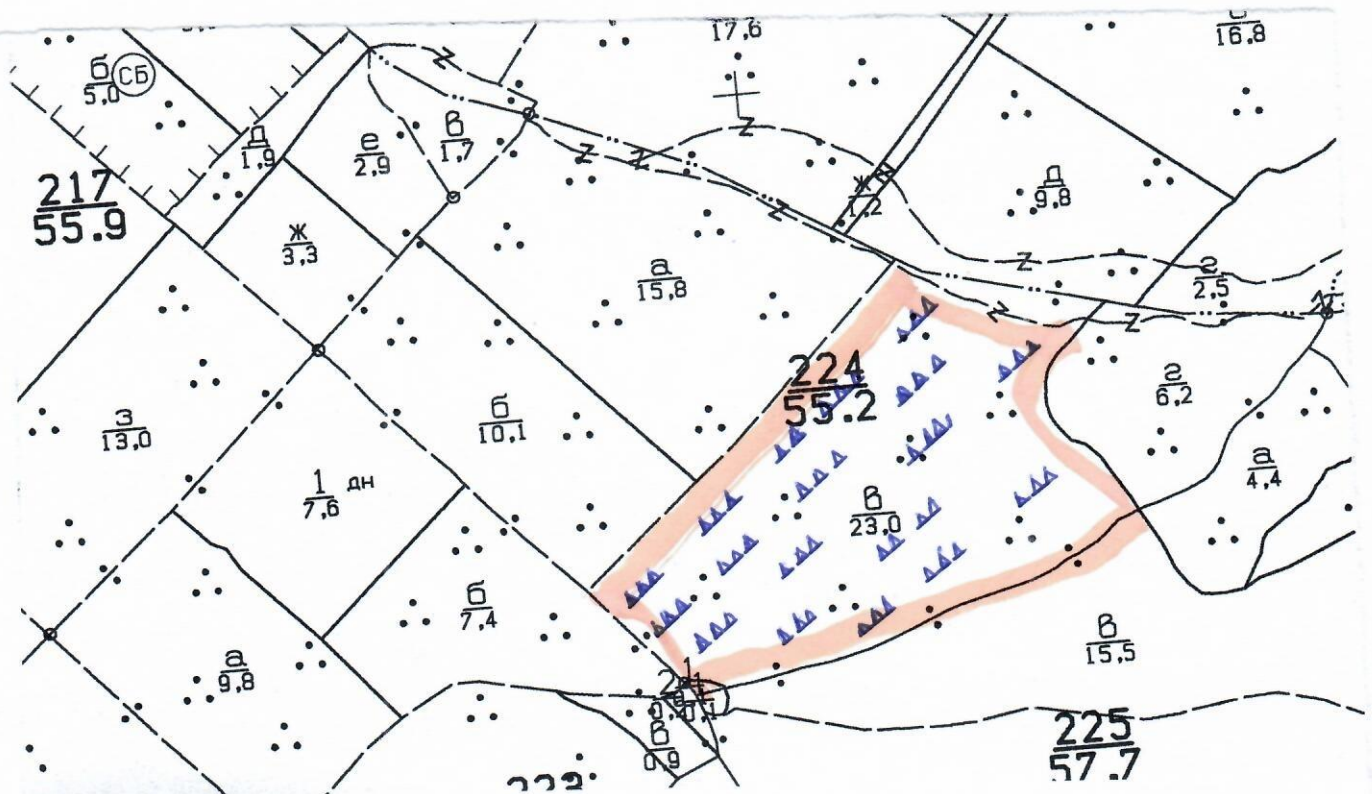 17,6
16,8
б
5,0
СБ
д
1,9
е
2,9
в
1,7
217
55.9
ж
3,3
а
15,8
ж
1,2
д
9,8
г
2,5
224
55.2
з
13,0
1 дн
7,6
б
10,1
в
23,0
г
6,2
а
4,4
б
7,4
а
9,8
в
15,5
в
0,9
225
57.7